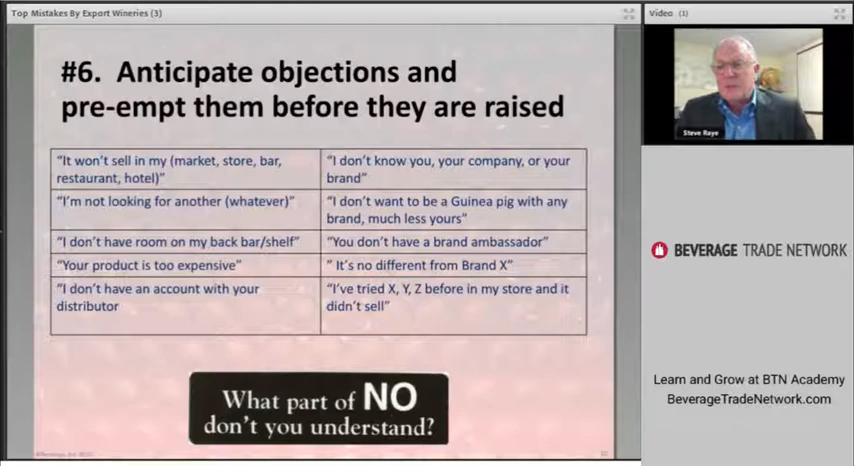 Top Mistakes By Export Wineries (3)
Video (1)
#6. Anticipate objections and
pre-empt them before they are raised
"It won't sell in my (market, store, bar,
restaurant, hotel)"
"I don't know you, your company, or your
brand"
"I'm not looking for another (whatever)"
"I don't want to be a Guinea pig with any
brand, much less yours"
"I don't have room on my back bar/shelf"
"You don't have a brand ambassador"
"Your product is too expensive"
" It's no different from Brand X"
"I don't have an account with your
distributor
"I've tried X, Y, Z before in my store and it
didn't sell"
What part of NO
don't you understand?
Steve Raye
BEVERAGE TRADE NETWORK
Learn and Grow at BTN Academy
BeverageTradeNetwork.com